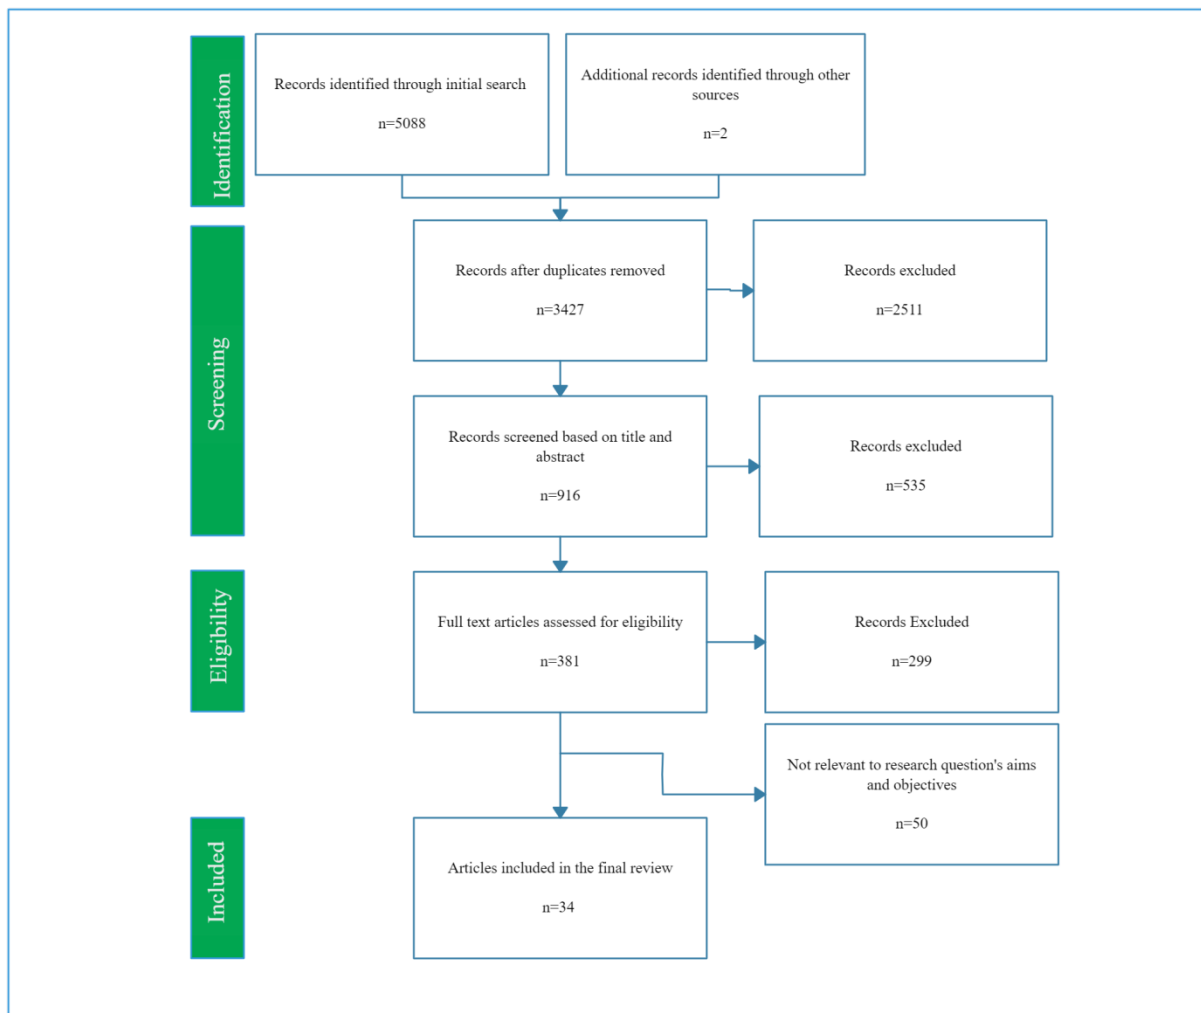 Identification
Records identified through initial search
n=5088
Additional records identified through other
sources
n=2
Screening
Records after duplicates removed
n=3427
Records excluded
n=2511
Records screened based on title and
abstract
n=916
Records excluded
n=535
Eligibility
Full text articles assessed for eligibility
n=381
Records Excluded
n=299
Not relevant to research question's aims
and objectives
n=50
Included
Articles included in the final review
n=34